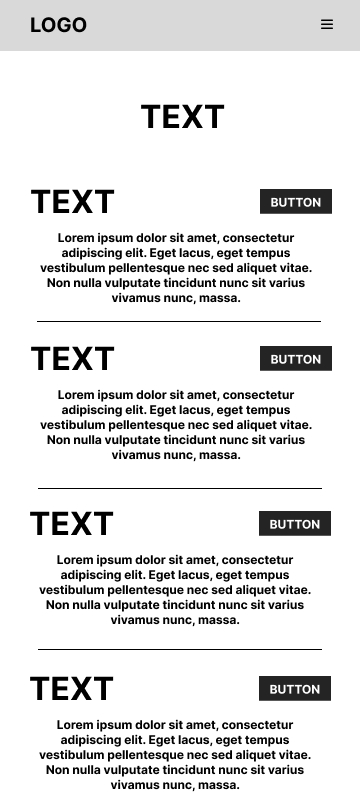 LOGO
TEXT
TEXT BUTTON
Lorem ipsum dolor sit amet, consectetur
adipiscing elit. Eget lacus, eget tempus
vestibulum pellentesque nec sed aliquet vitae.
Non nulla vulputate tincidunt nunc sit varius
vivamus nunc, massa.
TEXT BUTTON
Lorem ipsum dolor sit amet, consectetur
adipiscing elit. Eget lacus, eget tempus
vestibulum pellentesque nec sed aliquet vitae.
Non nulla vulputate tincidunt nunc sit varius
vivamus nunc, massa.
TEXT BUTTON
Lorem ipsum dolor sit amet, consectetur
adipiscing elit. Eget lacus, eget tempus
vestibulum pellentesque nec sed aliquet vitae.
Non nulla vulputate tincidunt nunc sit varius
vivamus nunc, massa.
TEXT BUTTON
Lorem ipsum dolor sit amet, consectetur
adipiscing elit. Eget lacus, eget tempus
vestibulum pellentesque nec sed aliquet vitae.
Non nulla vulputate tincidunt nunc sit varius
vivamus nunc, massa.